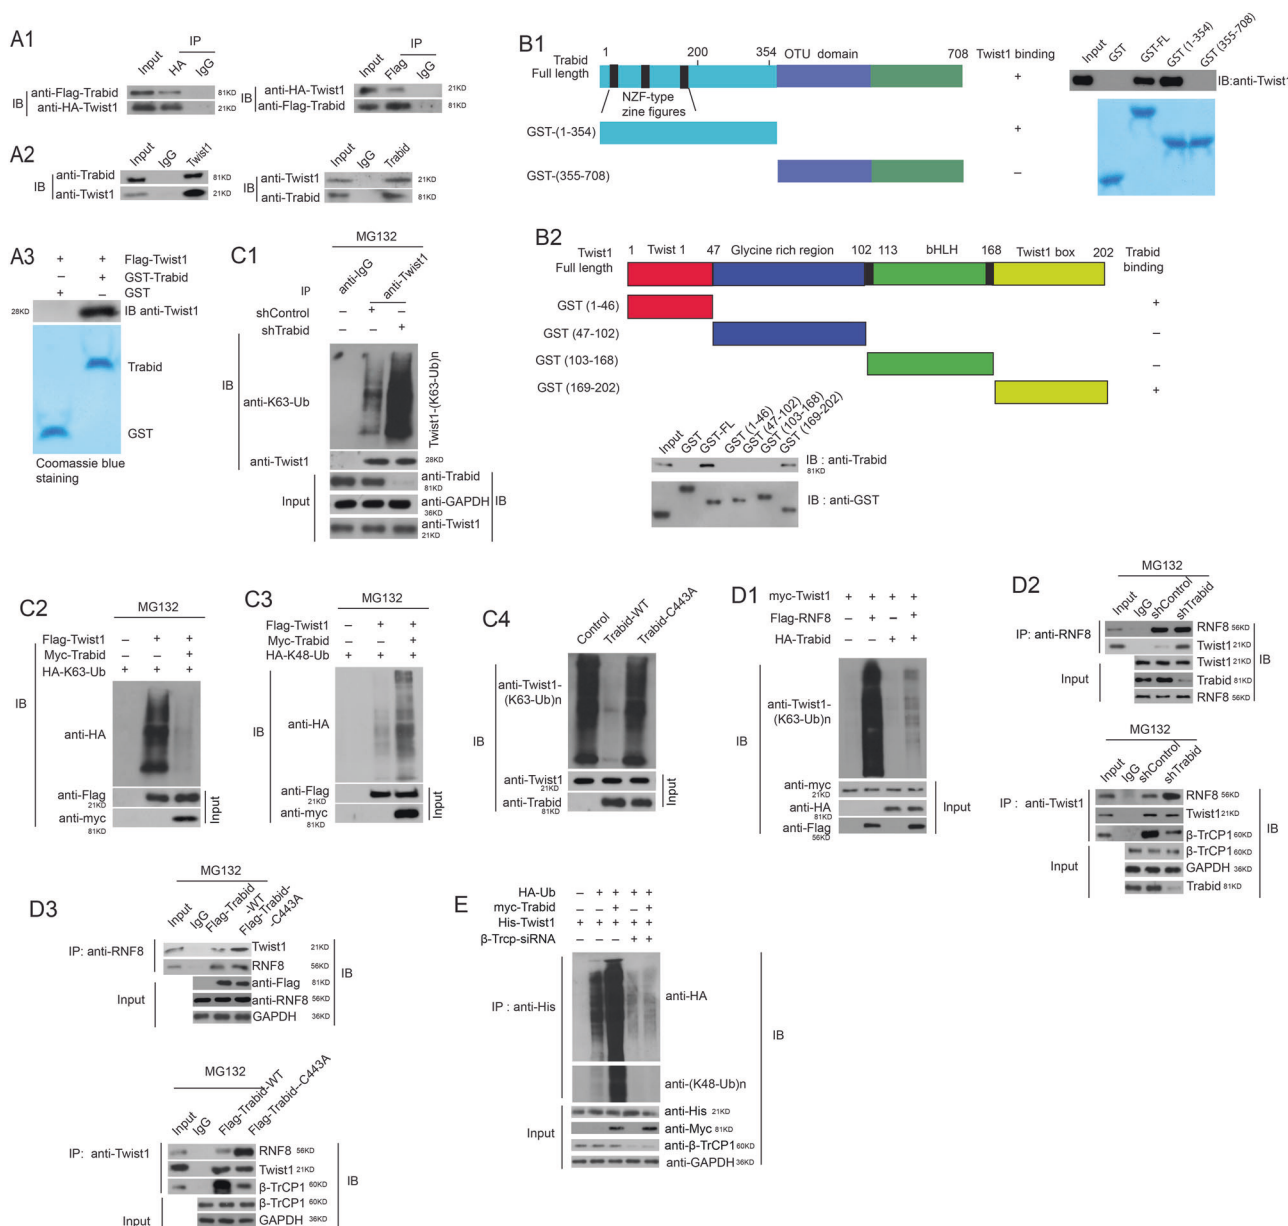 A1
IP
Input HA IgG
IB
anti-Flag-Trabid 81KD
anti-HA-Twist1 21KD
IP
Input Flag IgG
IB
anti-HA-Twist1 21KD
anti-Flag-Trabid 81KD
A2
Input IgG Twist1
IB
anti-Trabid 81KD
anti-Twist1 21KD
Input IgG Trabid
IB
anti-Twist1 21KD
anti-Trabid 81KD
A3
+ + Flag-Twist1
– + GST-Trabid
+ – GST
28KD IB anti-Twist1
Trabid
GST
Coomassie blue
staining
B1
1 200 354 OTU domain 708 Twist1 binding
Trabid
Full length +
NZF-type
zine figures
GST-(1-354) +
GST-(355-708) –
Input GST GST-FL GST (1-354) GST (355-708)
IB:anti-Twist1
B2
Twist1 1 Twist 1 47 Glycine rich region 102 113 bHLH 168 Twist1 box 202 Trabid
Full length binding
GST (1-46) +
GST (47-102) –
GST (103-168) –
GST (169-202) +
Input GST GST-FL GST (1-46) GST (47-102) GST (103-168) GST (169-202)
IB : anti-Trabid
81KD
IB : anti-GST
C1
MG132
IP anti-IgG anti-Twist1
shControl – + –
shTrabid – – +
IB
anti-K63-Ub Twist1-(K63-Ub)n
anti-Twist1 28KD
Input
anti-Trabid
81KD
anti-GAPDH IB
36KD
anti-Twist1
21KD
C2
MG132
Flag-Twist1 – + +
Myc-Trabid – – +
HA-K63-Ub + + +
IB
anti-HA
anti-Flag
21KD
anti-myc
81KD
Input
C3
MG132
Flag-Twist1 – + +
Myc-Trabid – – +
HA-K48-Ub + + +
IB
anti-HA
anti-Flag
21KD
anti-myc
81KD
Input
C4
Control Trabid-WT Trabid-C443A
anti-Twist1-
(K63-Ub)n
IB
anti-Twist1
21KD
anti-Trabid
81KD
Input
D1
myc-Twist1 + + + +
Flag-RNF8 – + – +
HA-Trabid – – + +
anti-Twist1-
(K63-Ub)n
IB
anti-myc
21KD
anti-HA
81KD
anti-Flag
56KD
Input
D2
MG132
Input IgG shControl shTrabid
IP: anti-RNF8
RNF8 56KD
Twist1 21KD
Input
Twist1 21KD
Trabid 81KD
RNF8 56KD
MG132
Input IgG shControl shTrabid
IP : anti-Twist1
RNF8 56KD
Twist1 21KD
β-TrCP1 60KD
IB
Input
β-TrCP1 60KD
GAPDH 36KD
Trabid 81KD
D3
MG132
Input IgG Flag-Trabid-WT Flag-Trabid-C443A
IP: anti-RNF8
Twist1 21KD
RNF8 56KD
IB
Input
anti-Flag 81KD
anti-RNF8 56KD
GAPDH 36KD
MG132
Input IgG Flag-Trabid-WT Flag-Trabid--C443A
IP: anti-Twist1
RNF8 56KD
Twist1 21KD
β-TrCP1 60KD
IB
Input
β-TrCP1 60KD
GAPDH 36KD
E
HA-Ub – + + + +
myc-Trabid – – + – +
His-Twist1 + + + + +
β-Trcp-siRNA + +
IP : anti-His
anti-HA
anti-(K48-Ub)n
IB
Input
anti-His 21KD
anti-Myc 81KD
anti-β-TrCP1 60KD
anti-GAPDH 36KD